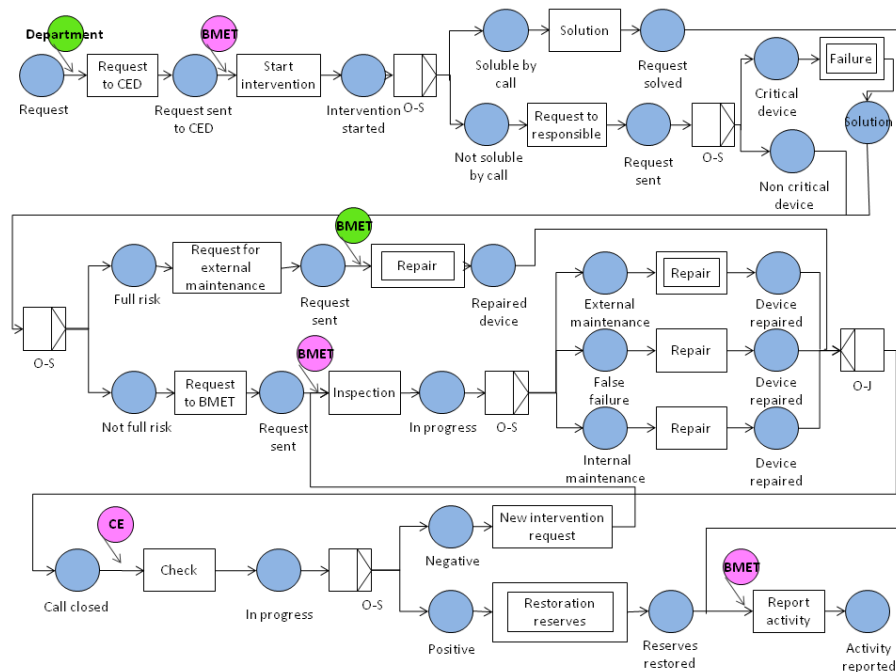 Department
Request
Request
to CED
BMET
Request sent
to CED
Start
intervention
Intervention
started
O-S
Soluble by
call
Solution
Request
solved
Not soluble
by call
Request to
responsible
Request
sent
O-S
Critical
device
Failure
Solution
Non critical
device
O-S
Full risk
Request for
external
maintenance
Request
sent
BMET
Repair
Repaired
device
Not full risk
Request
to BMET
Request
sent
BMET
Inspection
In progress
O-S
External
maintenance
Repair
Device
repaired
False
failure
Repair
Device
repaired
Internal
maintenance
Repair
Device
repaired
O-J
Call closed
CE
Check
In progress
O-S
Negative
New intervention
request
Positive
Restoration
reserves
Reserves
restored
BMET
Report
activity
Activity
reported